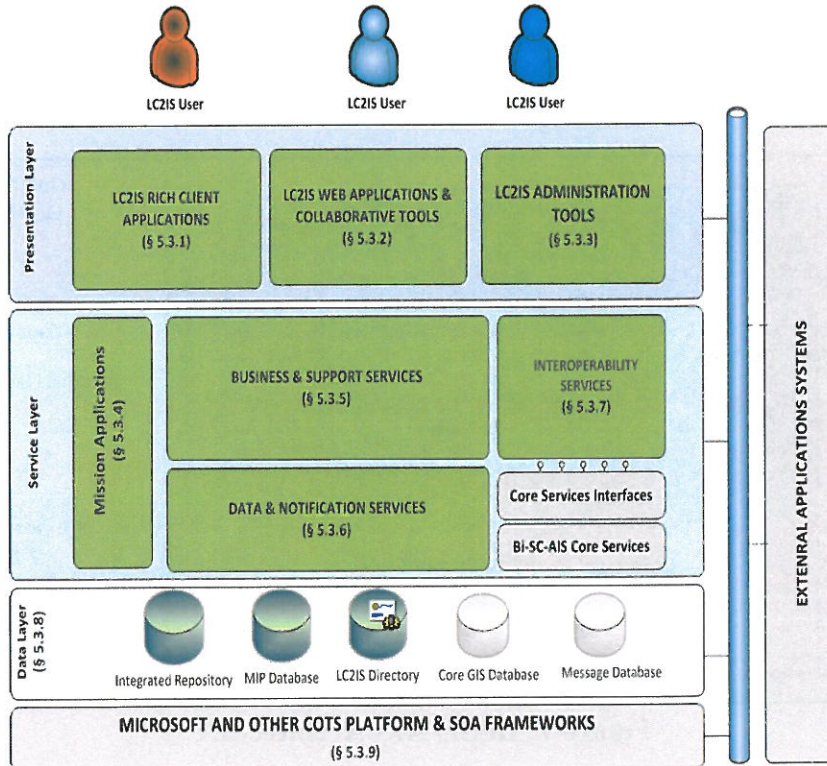 LC2IS User
LC2IS User
LC2IS User
Presentation Layer
LC2IS RICH CLIENT
APPLICATIONS
(§ 5.3.1)
LC2IS WEB APPLICATIONS &
COLLABORATIVE TOOLS
(§ 5.3.2)
LC2IS ADMINISTRATION
TOOLS
(§ 5.3.3)
Service Layer
Mission Applications
(§ 5.3.4)
BUSINESS & SUPPORT SERVICES
(§ 5.3.5)
INTEROPERABILITY
SERVICES
(§ 5.3.7)
DATA & NOTIFICATION SERVICES
(§ 5.3.6)
Core Services Interfaces
Bi-SC-AIS Core Services
Data Layer
(§ 5.3.8)
Integrated Repository
MIP Database
LC2IS Directory
Core GIS Database
Message Database
MICROSOFT AND OTHER COTS PLATFORM & SOA FRAMEWORKS
(§ 5.3.9)
EXTENRAL APPLICATIONS SYSTEMS